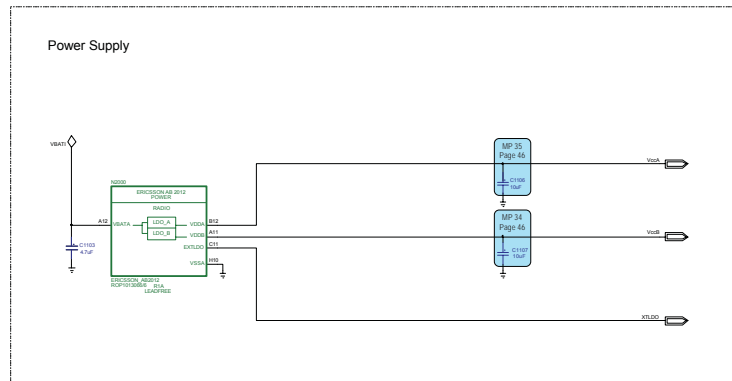 Power Supply
VBATI
MP 35
Page 46
VccA
C1106
10uF
N2000
ERICSSON AB 2012
POWER
RADIO
A12
VBATA
LDO_A
LDO_B
VDDA
B12
VDDB
A11
EXTLDO
C11
VSSA
H10
MP 34
Page 46
VccB
C1107
10uF
C1103
4.7uF
ERICSSON_AB2012
R1A
LEADFREE
XTLDO